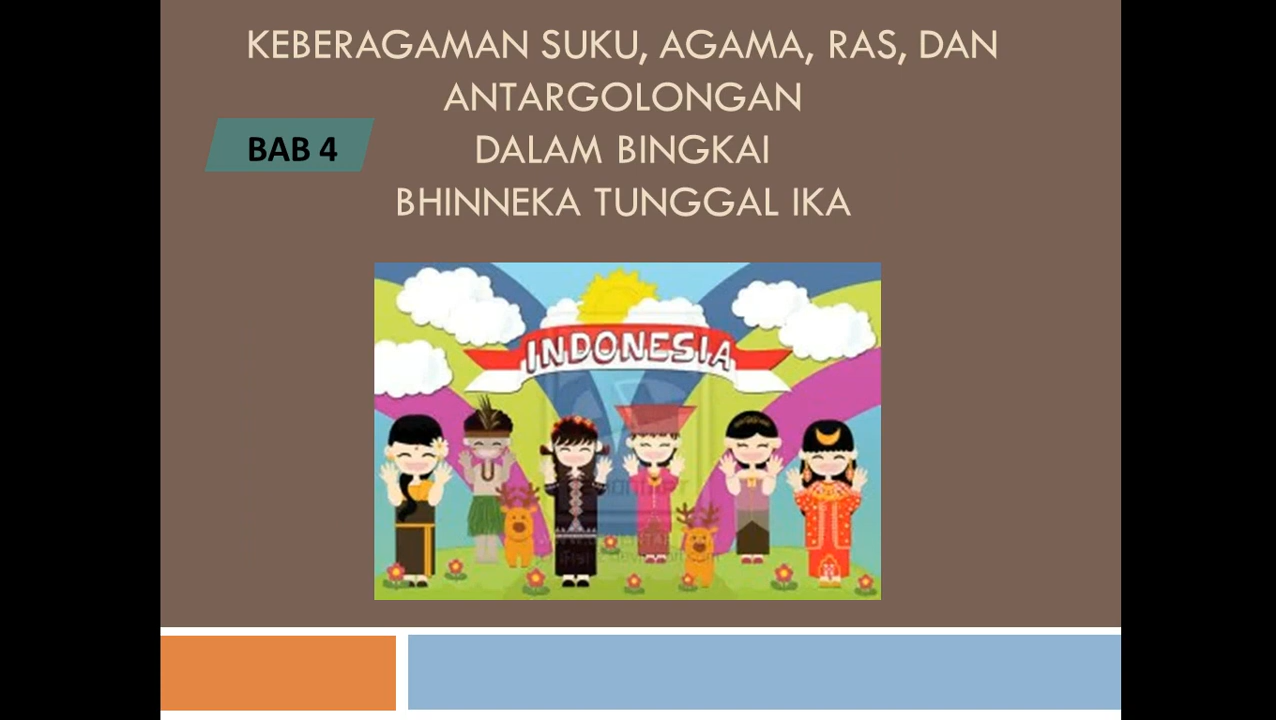 KEBERAGAMAN SUKU, AGAMA, RAS, DAN
ANTARGOLONGAN
DALAM BINGKAI
BHINNEKA TUNGGAL IKA
BAB 4
INDONESIA